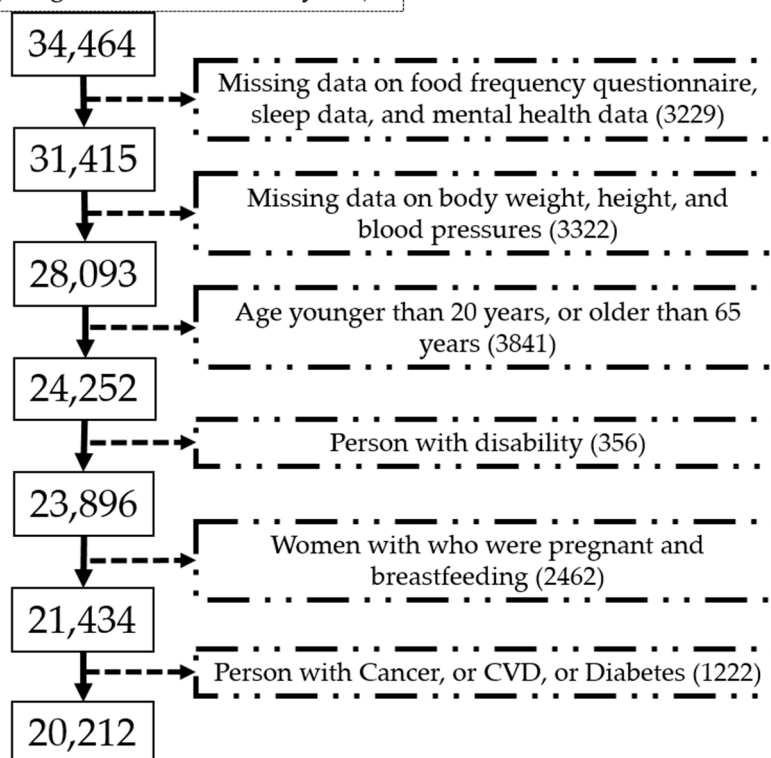 34,464
Missing data on food frequency questionnaire,
sleep data, and mental health data (3229)
31,415
Missing data on body weight, height, and
blood pressures (3322)
28,093
Age younger than 20 years, or older than 65
years (3841)
24,252
Person with disability (356)
23,896
Women with who were pregnant and
breastfeeding (2462)
21,434
Person with Cancer, or CVD, or Diabetes (1222)
20,212